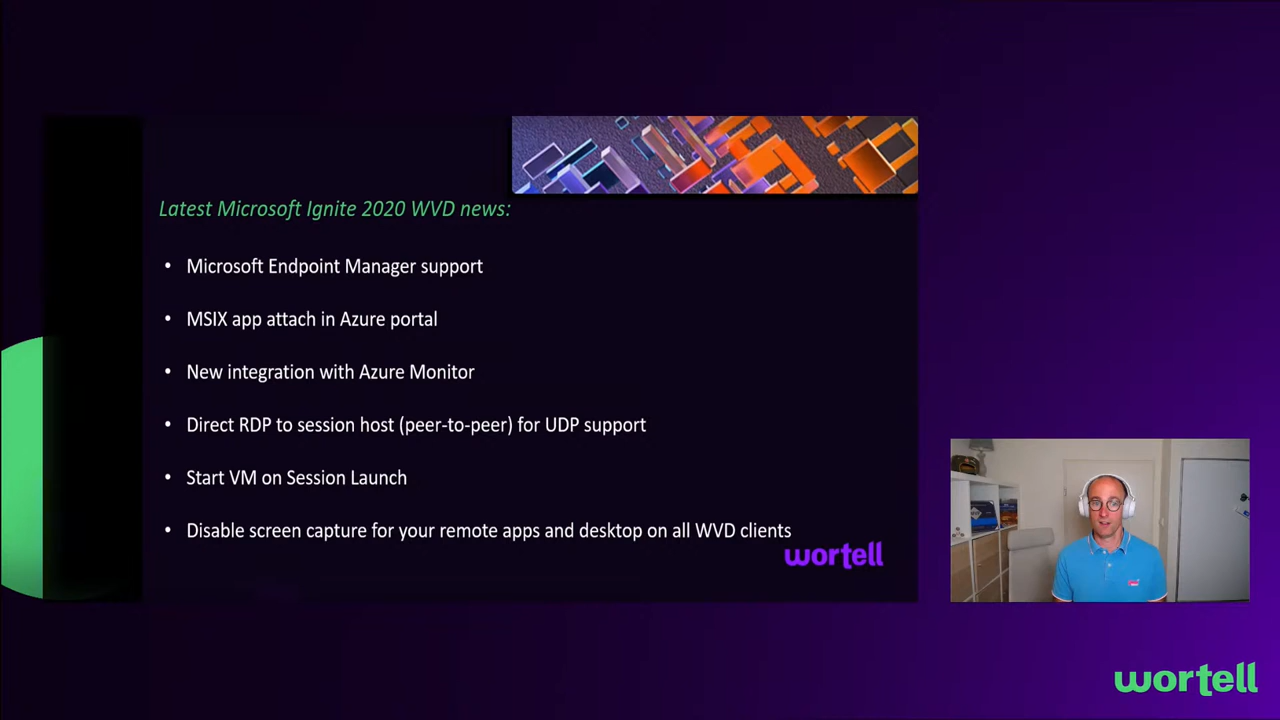 Latest Microsoft Ignite 2020 WVD news:
• Microsoft Endpoint Manager support
• MSIX app attach in Azure portal
• New integration with Azure Monitor
• Direct RDP to session host (peer-to-peer) for UDP support
• Start VM on Session Launch
• Disable screen capture for your remote apps and desktop on all WVD clients
wortell
wortell